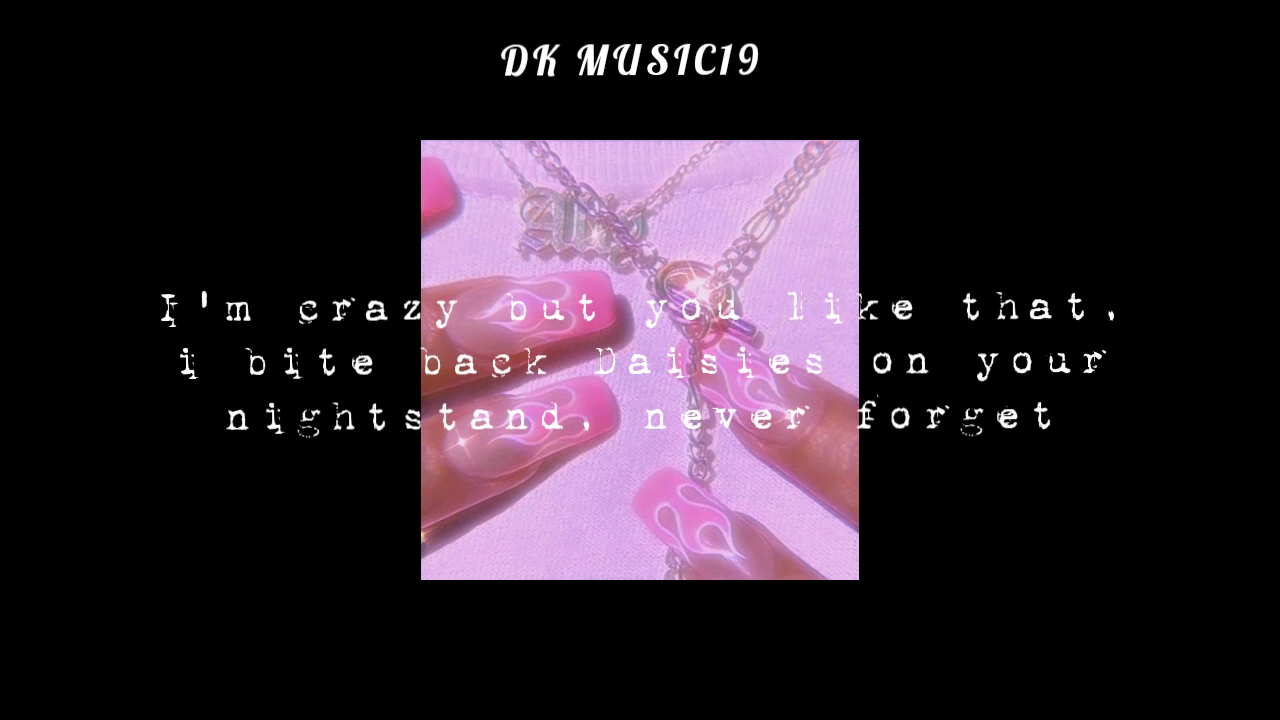 DK MUSIC19
I'm crazy but you like that,
i bite back Daisies on your
nightstand, never forget